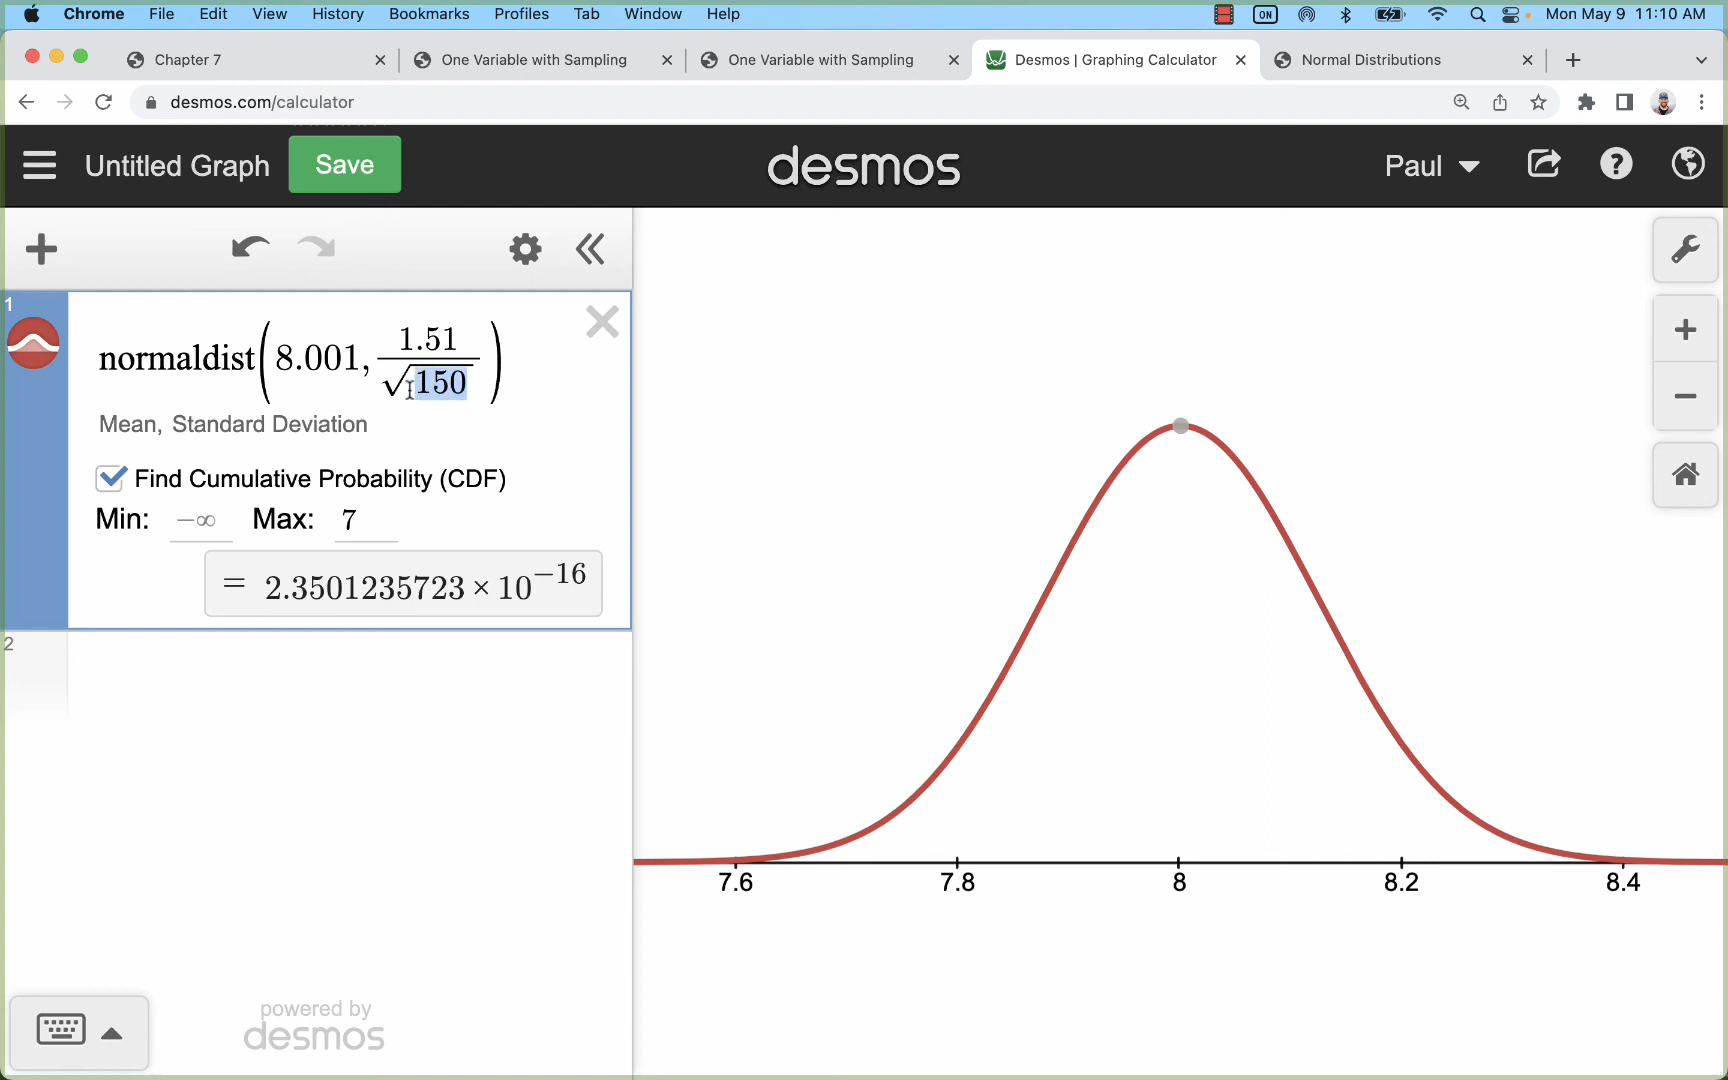 Chrome File Edit View History Bookmarks Profiles Tab Window Help ON Mon May 9 11:10 AM
Chapter 7 One Variable with Sampling One Variable with Sampling Desmos | Graphing Calculator Normal Distributions
desmos.com/calculator
Untitled Graph Save desmos Paul
1
normaldist(8.001, 1.51/√150)
Mean, Standard Deviation
Find Cumulative Probability (CDF)
Min: −∞ Max: 7
= 2.3501235723 × 10^−16
2
7.6 7.8 8 8.2 8.4
powered by
desmos